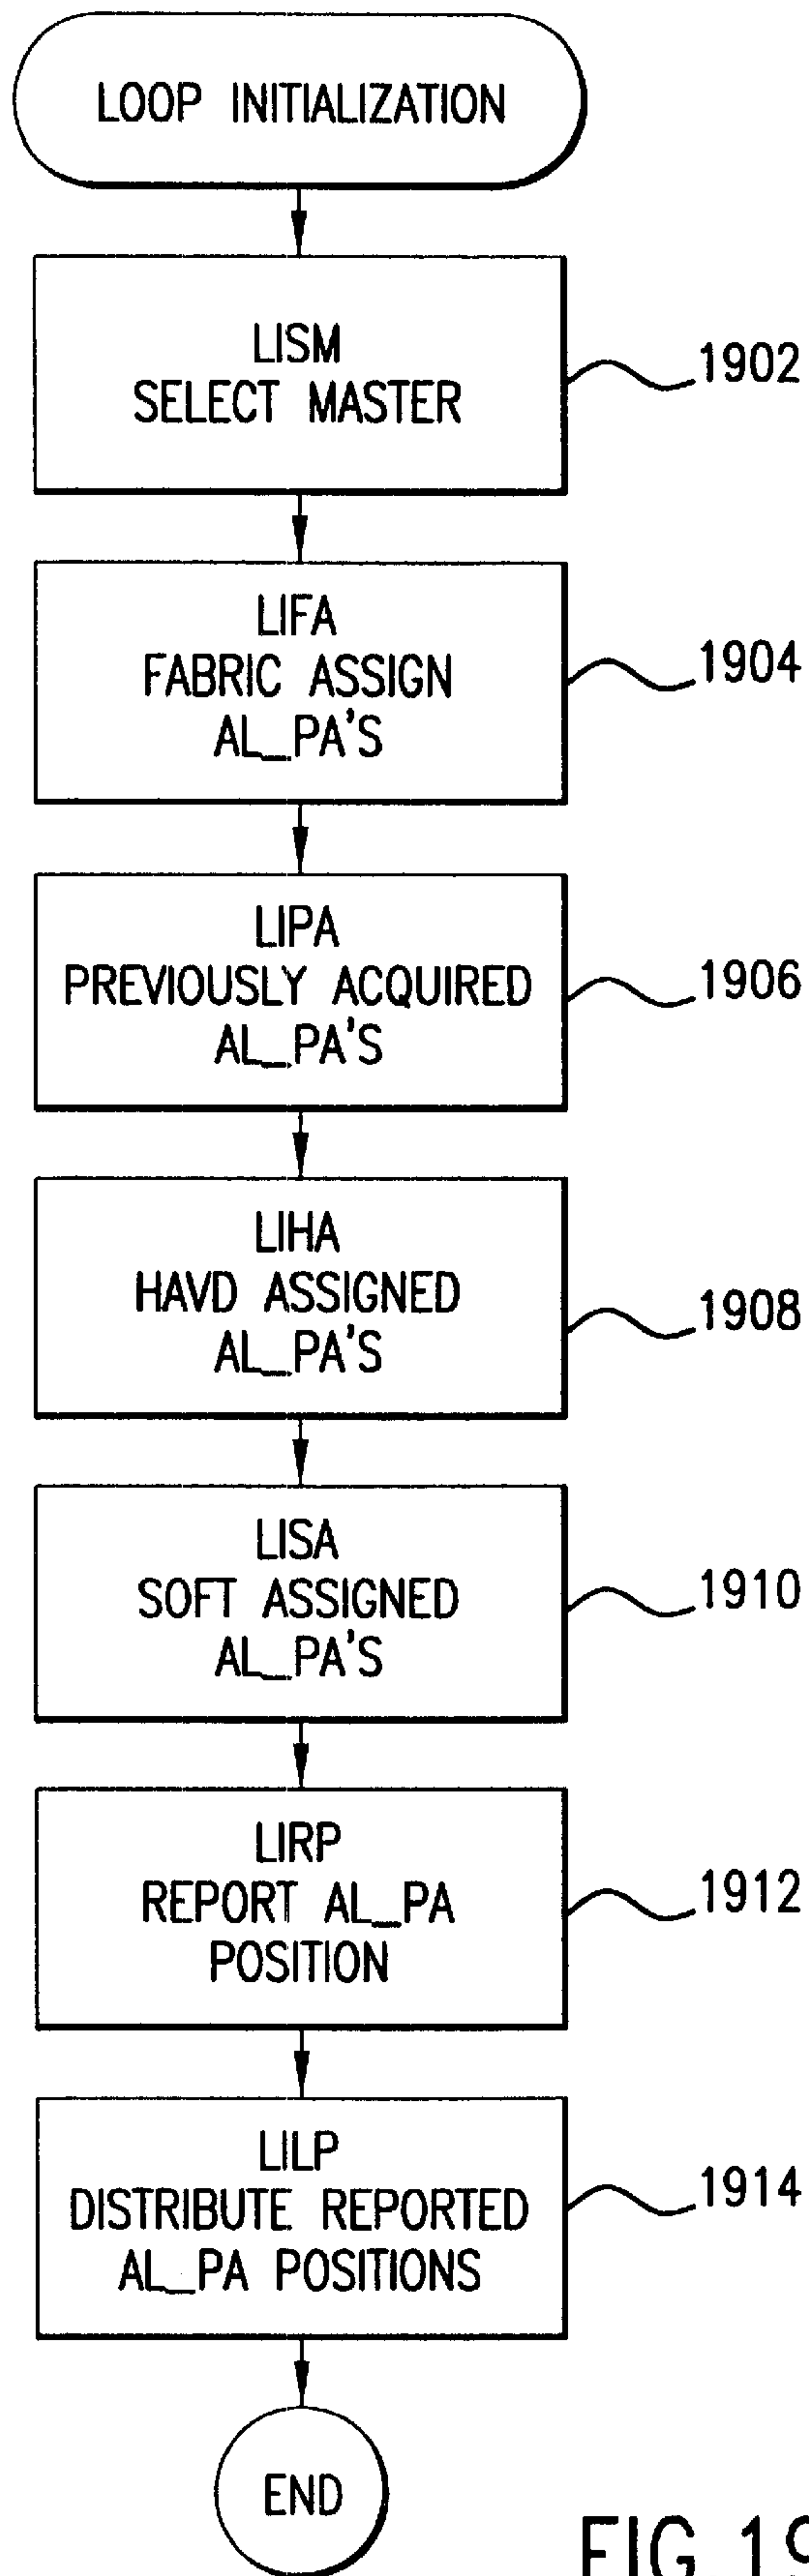 LOOP INITIALIZATION
LISM
SELECT MASTER
1902
LIFA
FABRIC ASSIGN
AL_PA'S
1904
LIPA
PREVIOUSLY ACQUIRED
AL_PA'S
1906
LIHA
HAVD ASSIGNED
AL_PA'S
1908
LISA
SOFT ASSIGNED
AL_PA'S
1910
LIRP
REPORT AL_PA
POSITION
1912
LILP
DISTRIBUTE REPORTED
AL_PA POSITIONS
1914
END
FIG.19